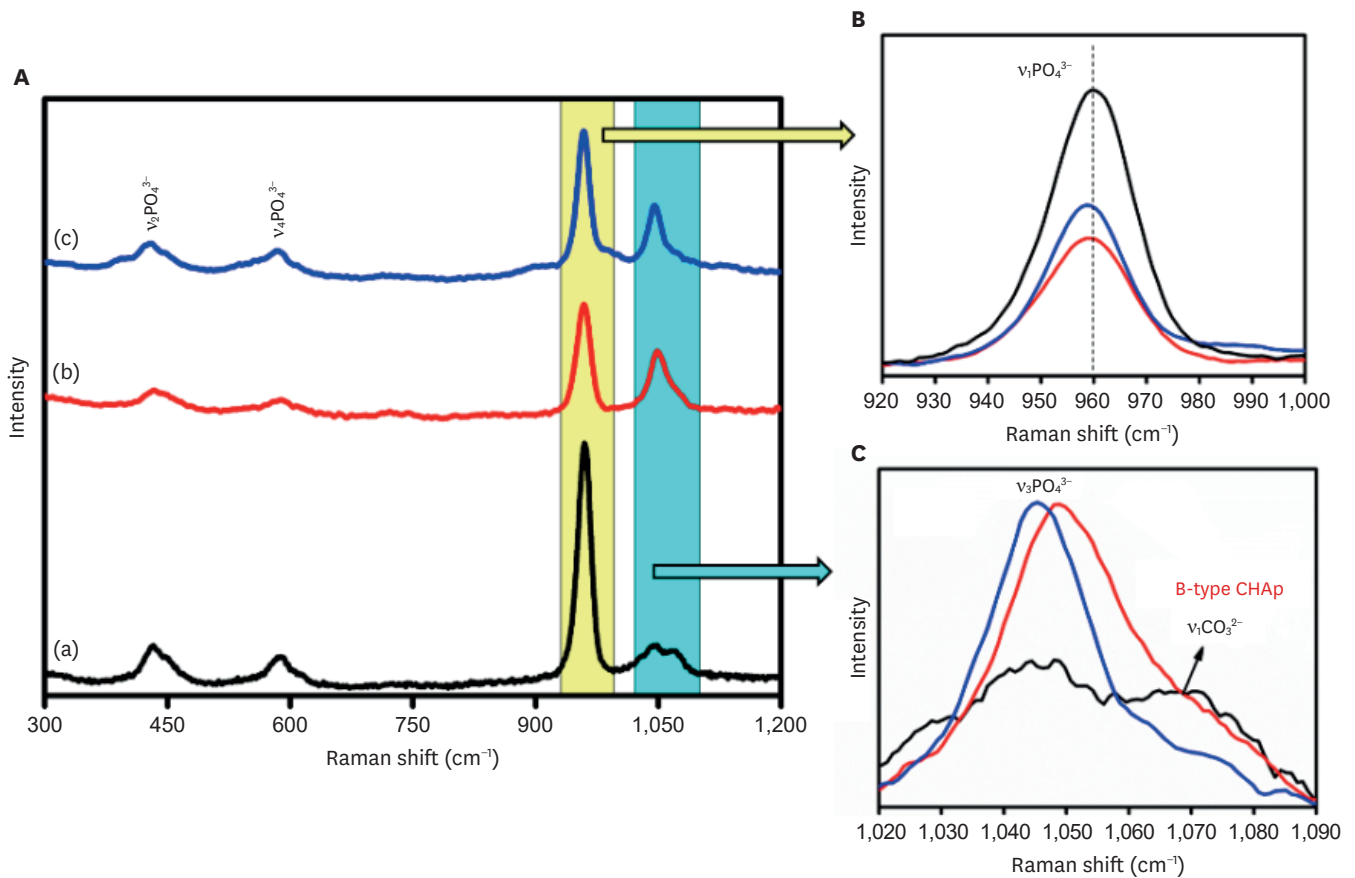 A
ν₂PO₄³⁻
ν₄PO₄³⁻
(c)
(b)
(a)
Intensity
300 450 600 750 900 1,050 1,200
Raman shift (cm⁻¹)
B
ν₁PO₄³⁻
Intensity
920 930 940 950 960 970 980 990 1,000
Raman shift (cm⁻¹)
C
ν₃PO₄³⁻
B-type CHAp
ν₁CO₃²⁻
Intensity
1,020 1,030 1,040 1,050 1,060 1,070 1,080 1,090
Raman shift (cm⁻¹)